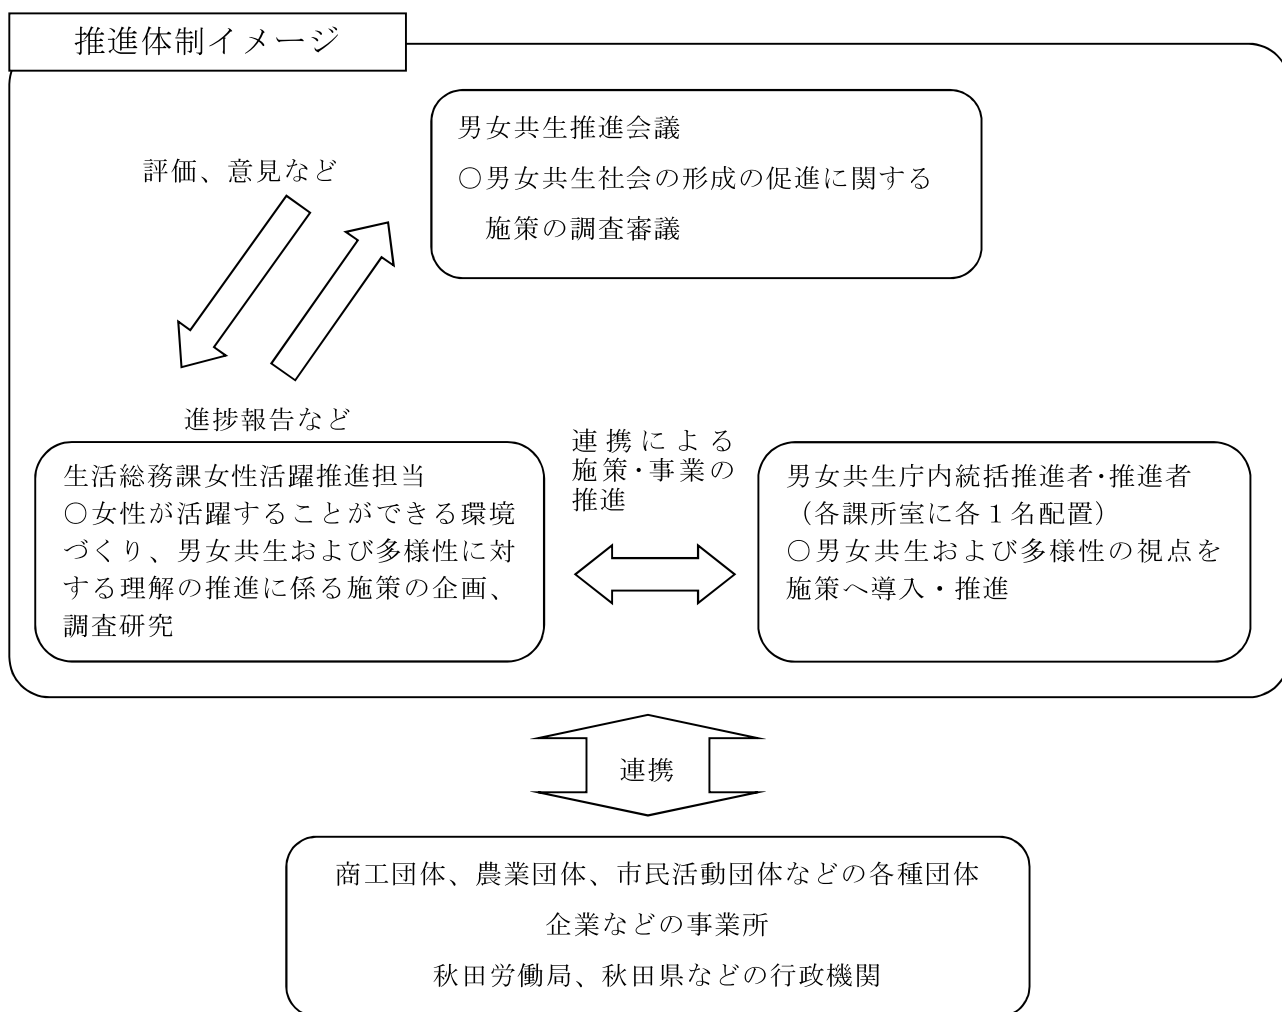 推進体制イメージ
男女共生推進会議
○男女共生社会の形成の促進に関する
施策の調査審議
評価、意見など
進捗報告など
生活総務課女性活躍推進担当
○女性が活躍することができる環境
づくり、男女共生および多様性に対
する理解の推進に係る施策の企画、
調査研究
連携による
施策・事業の
推進
男女共生庁内統括推進者・推進者
（各課所室に各１名配置）
○男女共生および多様性の視点を
施策へ導入・推進
連携
商工団体、農業団体、市民活動団体などの各種団体
企業などの事業所
秋田労働局、秋田県などの行政機関